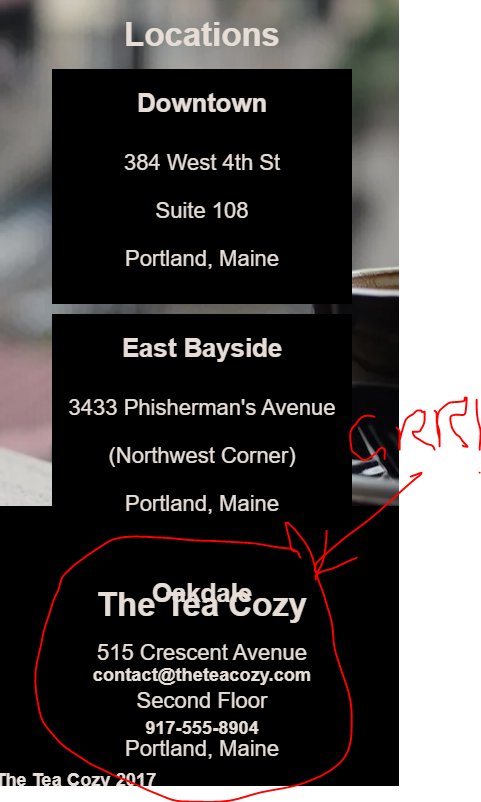 Locations
Downtown
384 West 4th St
Suite 108
Portland, Maine
East Bayside
3433 Phisherman's Avenue
(Northwest Corner)
Portland, Maine
Grrr!
Oakdale
The Tea Cozy
515 Crescent Avenue
contact@theteacozy.com
Second Floor
917-555-8904
Portland, Maine
The Tea Cozy 2017